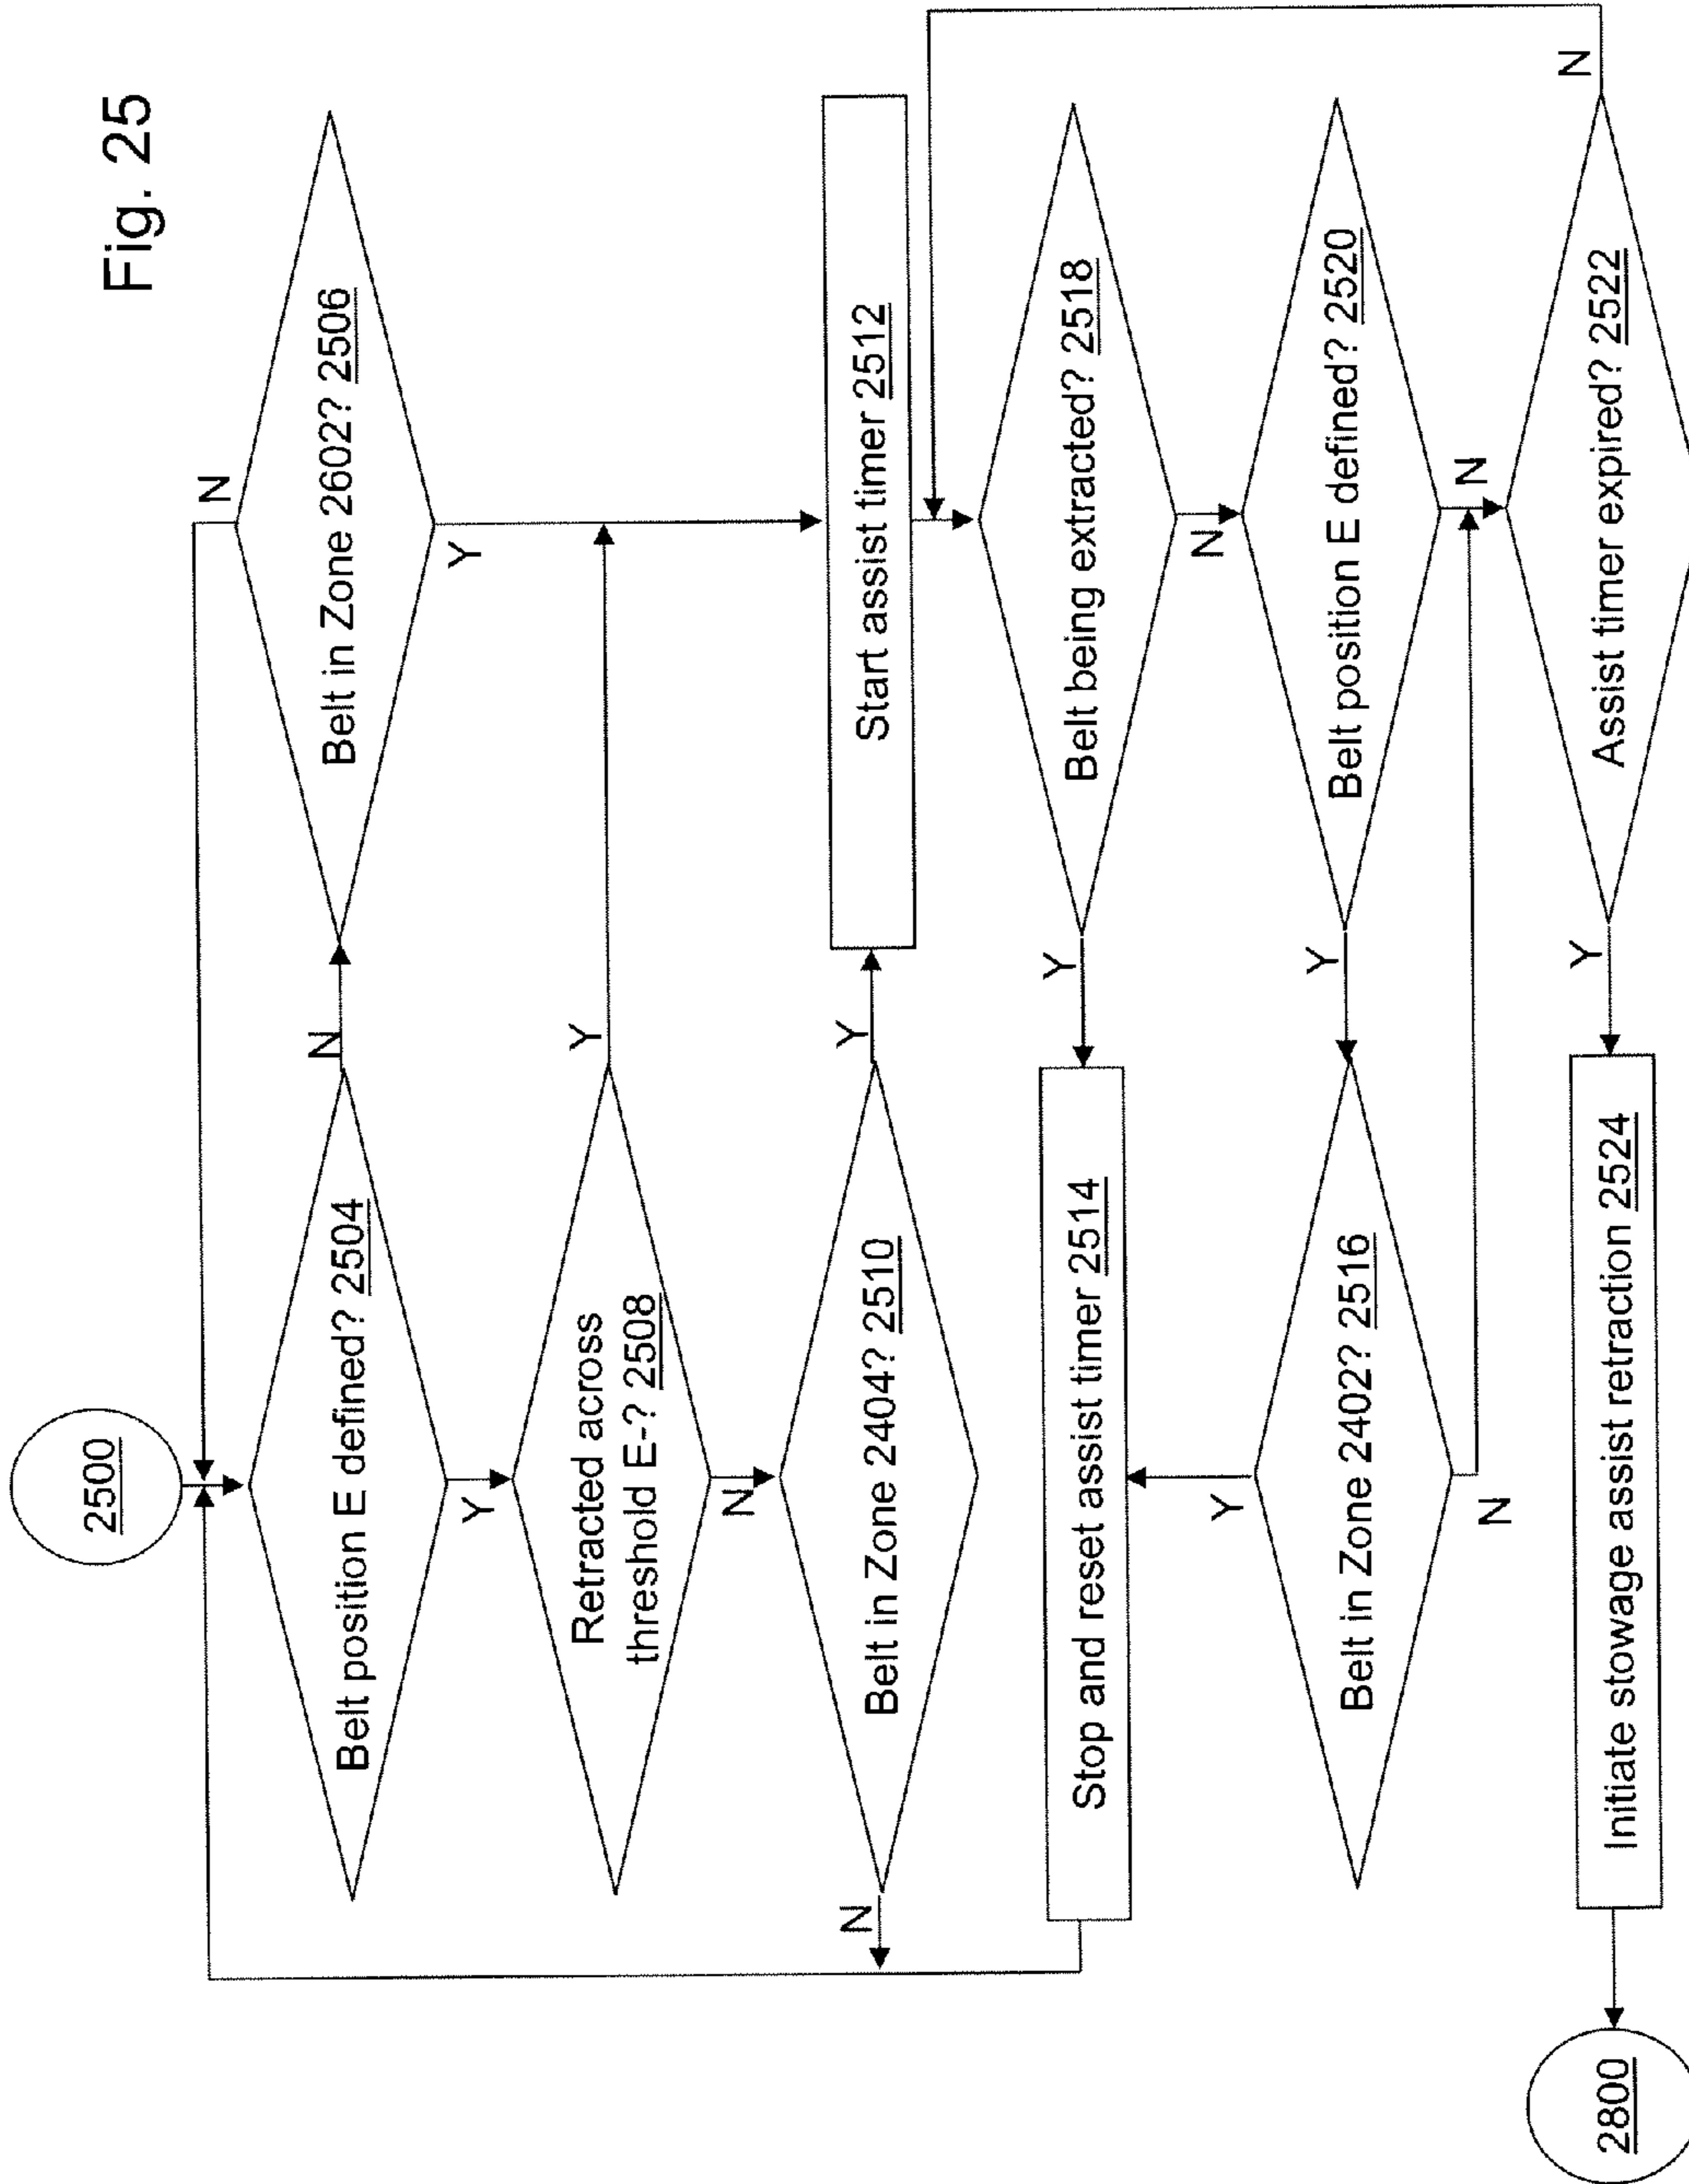 Fig. 25
2500
Belt position E defined? 2504
N
Belt in Zone 2602? 2506
N
Y
Y
Retracted across
threshold E-? 2508
Y
N
Belt in Zone 2404? 2510
Y
N
Start assist timer 2512
Stop and reset assist timer 2514
Y
Belt being extracted? 2518
N
Y
Belt in Zone 2402? 2516
Y
Belt position E defined? 2520
N
N
Initiate stowage assist retraction 2524
Y
Assist timer expired? 2522
N
2800